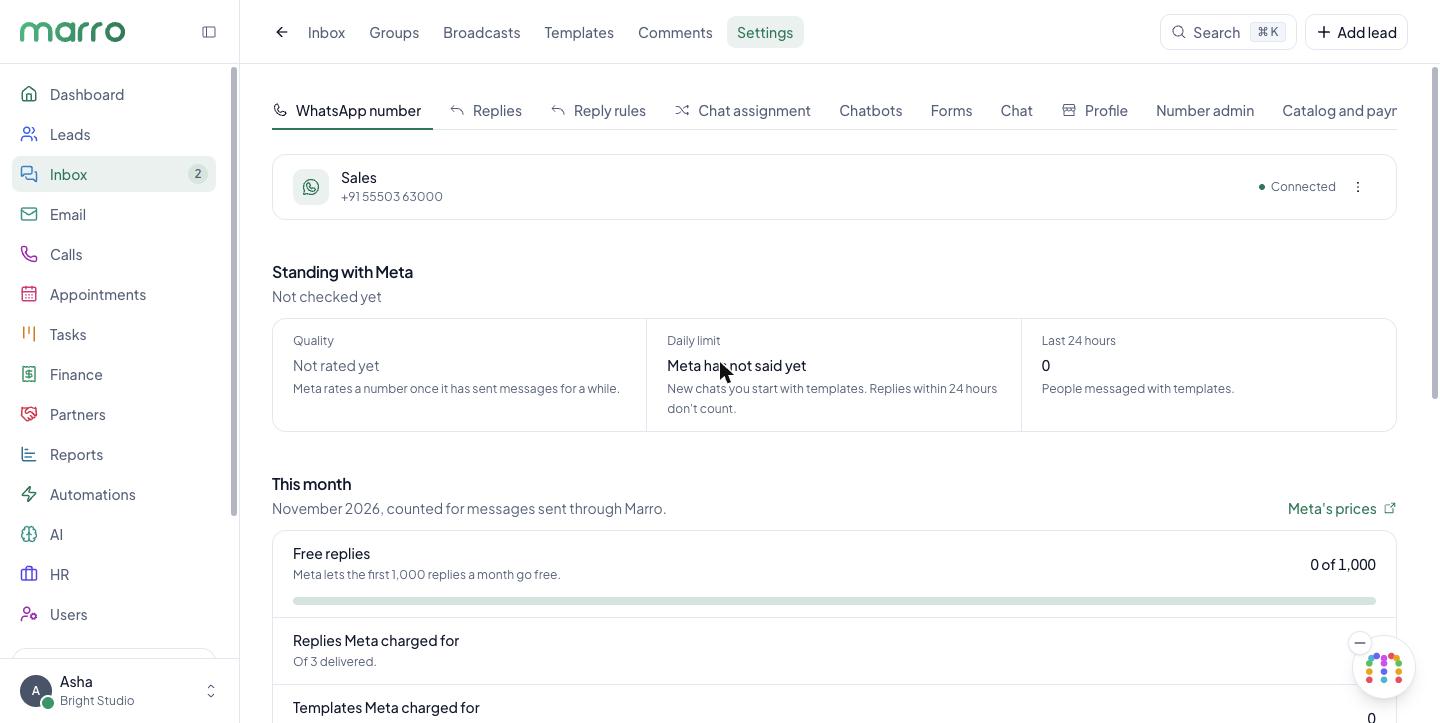 marro
Inbox
Groups
Broadcasts
Templates
Comments
Settings
Search ⌘ K
Add lead
Dashboard
Leads
Inbox 2
Email
Calls
Appointments
Tasks
Finance
Partners
Reports
Automations
AI
HR
Users
A
Asha
Bright Studio
WhatsApp number
Replies
Reply rules
Chat assignment
Chatbots
Forms
Chat
Profile
Number admin
Catalog and
Sales
+91 55503 63000
Connected
Standing with Meta
Not checked yet
Quality
Not rated yet
Meta rates a number once it has sent messages for a while.
Daily limit
Meta has not said yet
New chats you start with templates. Replies within 24 hours
don't count.
Last 24 hours
0
People messaged with templates.
This month
November 2026, counted for messages sent through Marro.
Meta's prices
Free replies
Meta lets the first 1,000 replies a month go free.
0 of 1,000
Replies Meta charged for
Of 3 delivered.
Templates Meta charged for
0